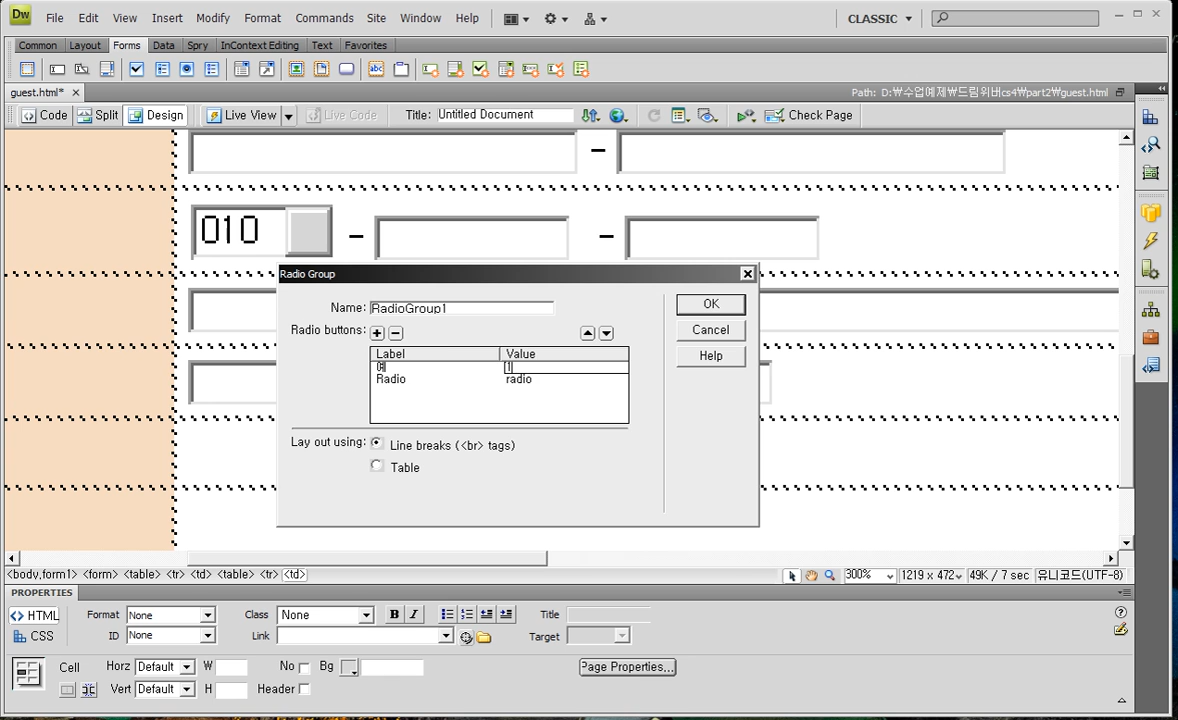 Dw File Edit View Insert Modify Format Commands Site Window Help CLASSIC
Common Layout Forms Data Spry InContext Editing Text Favorites
guest.html* × Path: D:₩수업예제₩드림위버cs4₩part2₩guest.html
Code Split Design Live View Live Code Title: Untitled Document Check Page
–
010 – –
Radio Group
Name: RadioGroup1 OK
Radio buttons: Cancel
Label Value Help
예 1
Radio radio
Lay out using: Line breaks (<br> tags)
Table
<body,form1> <form> <table> <tr> <td> <table> <tr> <td> 300% 1219 x 472 49K / 7 sec 유니코드(UTF-8)
PROPERTIES
<> HTML Format None Class None B I Title
CSS ID None Link Target
Cell Horz Default W No Bg Page Properties...
Vert Default H Header